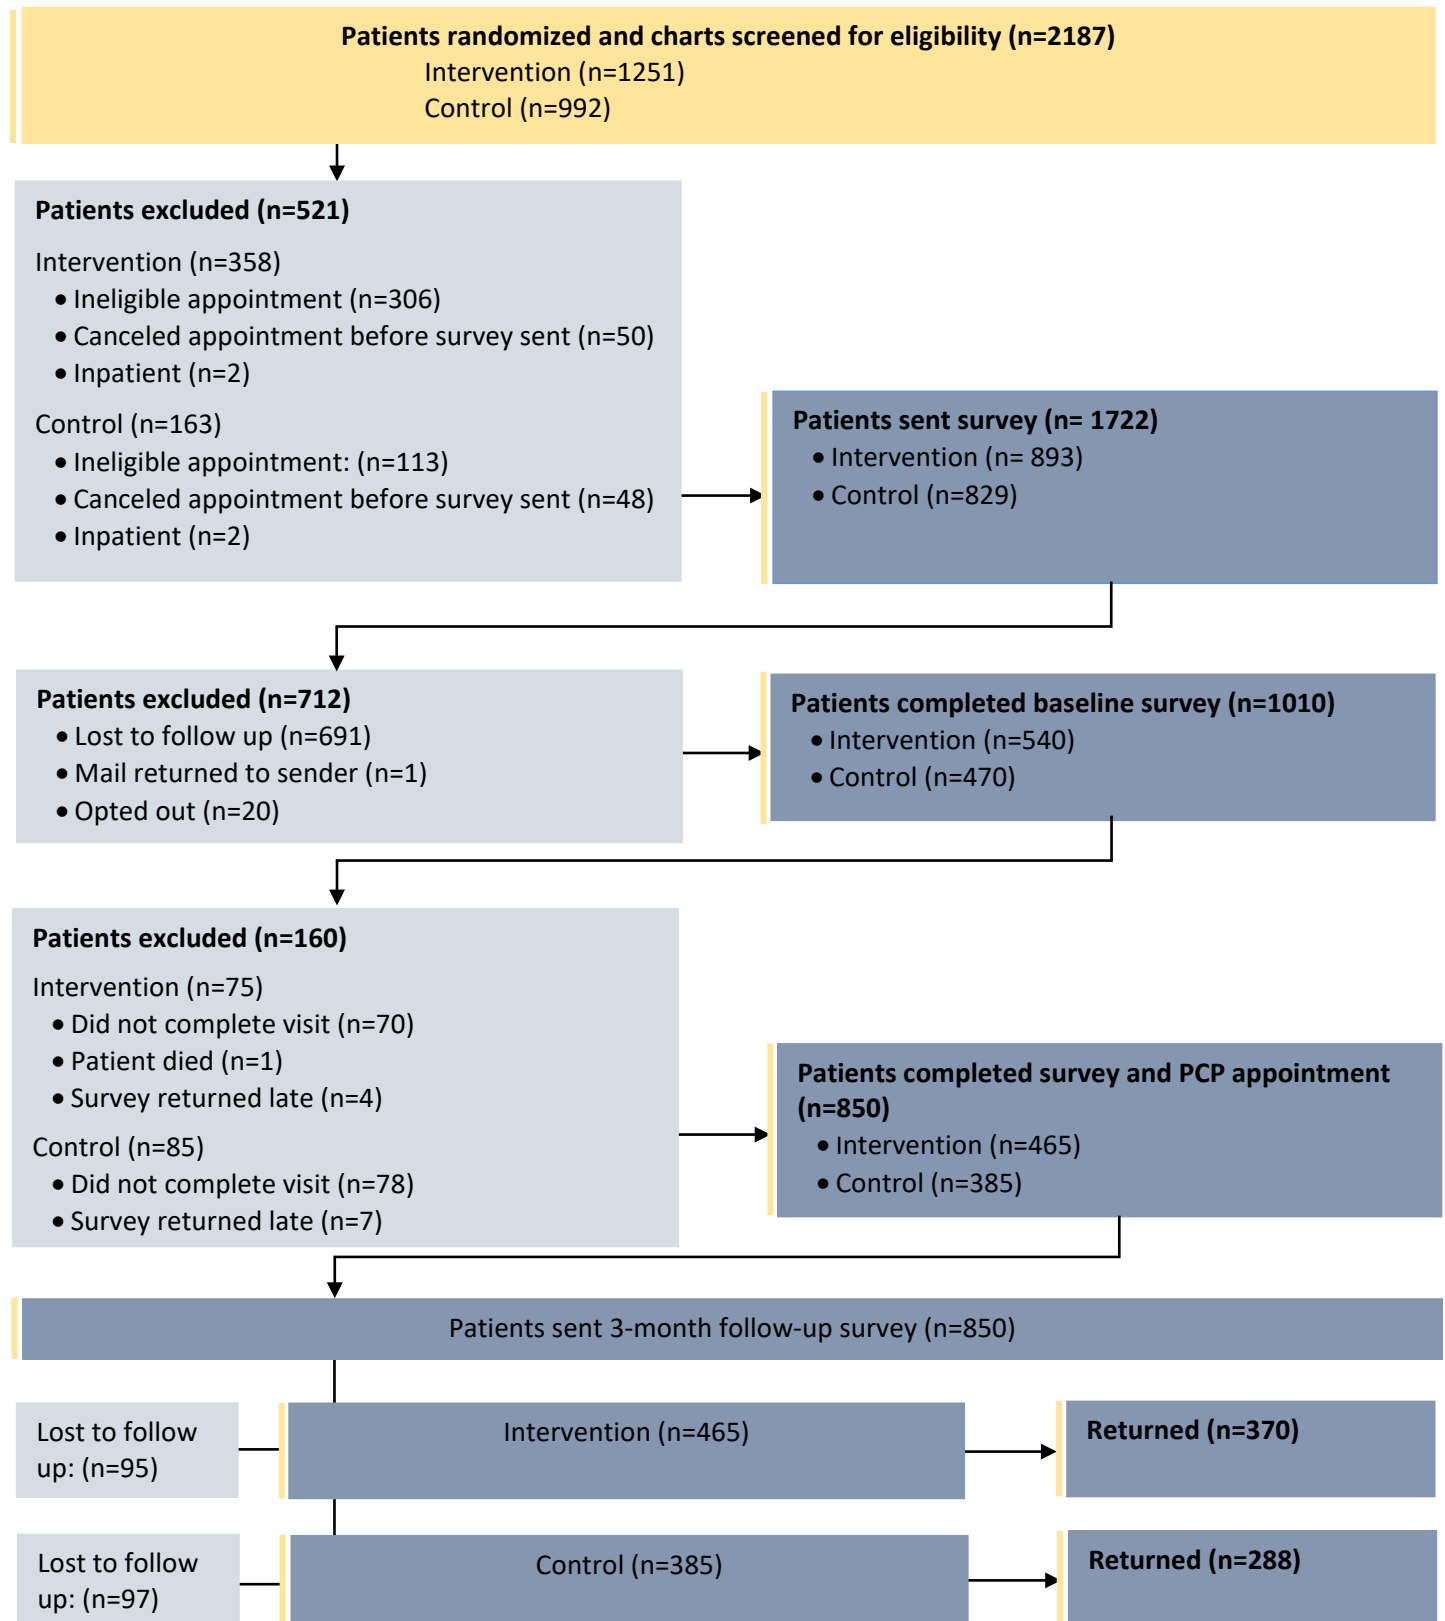 Patients randomized and charts screened for eligibility (n=2187)
Intervention (n=1251)
Control (n=992)
Patients excluded (n=521)
Intervention (n=358)
• Ineligible appointment (n=306)
• Canceled appointment before survey sent (n=50)
• Inpatient (n=2)
Control (n=163)
• Ineligible appointment: (n=113)
• Canceled appointment before survey sent (n=48)
• Inpatient (n=2)
Patients sent survey (n= 1722)
• Intervention (n= 893)
• Control (n=829)
Patients excluded (n=712)
• Lost to follow up (n=691)
• Mail returned to sender (n=1)
• Opted out (n=20)
Patients completed baseline survey (n=1010)
• Intervention (n=540)
• Control (n=470)
Patients excluded (n=160)
Intervention (n=75)
• Did not complete visit (n=70)
• Patient died (n=1)
• Survey returned late (n=4)
Control (n=85)
• Did not complete visit (n=78)
• Survey returned late (n=7)
Patients completed survey and PCP appointment
(n=850)
• Intervention (n=465)
• Control (n=385)
Patients sent 3-month follow-up survey (n=850)
Lost to follow
up: (n=95)
Intervention (n=465)
Returned (n=370)
Lost to follow
up: (n=97)
Control (n=385)
Returned (n=288)